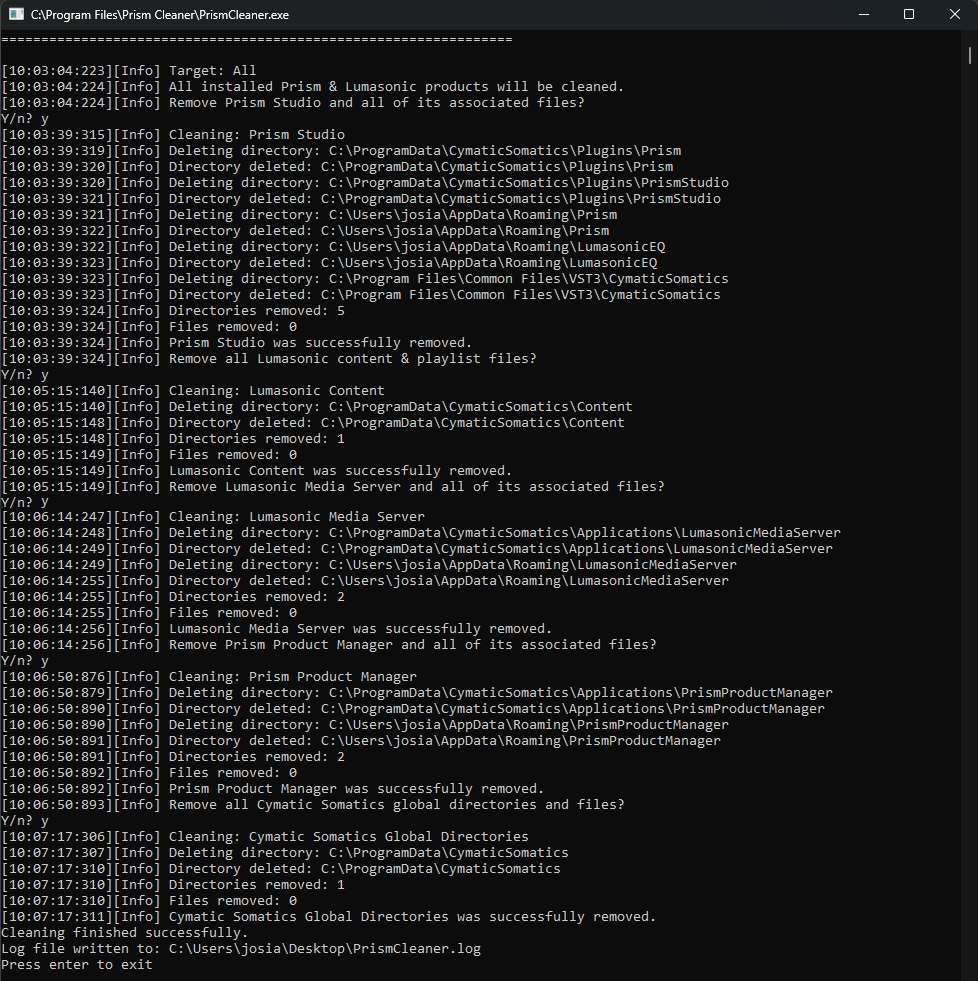 C:\Program Files\Prism Cleaner\PrismCleaner.exe
================================================================
[10:03:04:223][Info] Target: All
[10:03:04:224][Info] All installed Prism & Lumasonic products will be cleaned.
[10:03:04:224][Info] Remove Prism Studio and all of its associated files?
Y/n? y
[10:03:39:315][Info] Cleaning: Prism Studio
[10:03:39:319][Info] Deleting directory: C:\ProgramData\CymaticSomatics\Plugins\Prism
[10:03:39:320][Info] Directory deleted: C:\ProgramData\CymaticSomatics\Plugins\Prism
[10:03:39:320][Info] Deleting directory: C:\ProgramData\CymaticSomatics\Plugins\PrismStudio
[10:03:39:321][Info] Directory deleted: C:\ProgramData\CymaticSomatics\Plugins\PrismStudio
[10:03:39:321][Info] Deleting directory: C:\Users\josia\AppData\Roaming\Prism
[10:03:39:322][Info] Directory deleted: C:\Users\josia\AppData\Roaming\Prism
[10:03:39:322][Info] Deleting directory: C:\Users\josia\AppData\Roaming\LumasonicEQ
[10:03:39:323][Info] Directory deleted: C:\Users\josia\AppData\Roaming\LumasonicEQ
[10:03:39:323][Info] Deleting directory: C:\Program Files\Common Files\VST3\CymaticSomatics
[10:03:39:323][Info] Directory deleted: C:\Program Files\Common Files\VST3\CymaticSomatics
[10:03:39:324][Info] Directories removed: 5
[10:03:39:324][Info] Files removed: 0
[10:03:39:324][Info] Prism Studio was successfully removed.
[10:03:39:324][Info] Remove all Lumasonic content & playlist files?
Y/n? y
[10:05:15:140][Info] Cleaning: Lumasonic Content
[10:05:15:140][Info] Deleting directory: C:\ProgramData\CymaticSomatics\Content
[10:05:15:148][Info] Directory deleted: C:\ProgramData\CymaticSomatics\Content
[10:05:15:148][Info] Directories removed: 1
[10:05:15:149][Info] Files removed: 0
[10:05:15:149][Info] Lumasonic Content was successfully removed.
[10:05:15:149][Info] Remove Lumasonic Media Server and all of its associated files?
Y/n? y
[10:06:14:247][Info] Cleaning: Lumasonic Media Server
[10:06:14:248][Info] Deleting directory: C:\ProgramData\CymaticSomatics\Applications\LumasonicMediaServer
[10:06:14:249][Info] Directory deleted: C:\ProgramData\CymaticSomatics\Applications\LumasonicMediaServer
[10:06:14:249][Info] Deleting directory: C:\Users\josia\AppData\Roaming\LumasonicMediaServer
[10:06:14:255][Info] Directory deleted: C:\Users\josia\AppData\Roaming\LumasonicMediaServer
[10:06:14:255][Info] Directories removed: 2
[10:06:14:255][Info] Files removed: 0
[10:06:14:256][Info] Lumasonic Media Server was successfully removed.
[10:06:14:256][Info] Remove Prism Product Manager and all of its associated files?
Y/n? y
[10:06:50:876][Info] Cleaning: Prism Product Manager
[10:06:50:879][Info] Deleting directory: C:\ProgramData\CymaticSomatics\Applications\PrismProductManager
[10:06:50:890][Info] Directory deleted: C:\ProgramData\CymaticSomatics\Applications\PrismProductManager
[10:06:50:890][Info] Deleting directory: C:\Users\josia\AppData\Roaming\PrismProductManager
[10:06:50:891][Info] Directory deleted: C:\Users\josia\AppData\Roaming\PrismProductManager
[10:06:50:891][Info] Directories removed: 2
[10:06:50:892][Info] Files removed: 0
[10:06:50:892][Info] Prism Product Manager was successfully removed.
[10:06:50:893][Info] Remove all Cymatic Somatics global directories and files?
Y/n? y
[10:07:17:306][Info] Cleaning: Cymatic Somatics Global Directories
[10:07:17:307][Info] Deleting directory: C:\ProgramData\CymaticSomatics
[10:07:17:310][Info] Directory deleted: C:\ProgramData\CymaticSomatics
[10:07:17:310][Info] Directories removed: 1
[10:07:17:310][Info] Files removed: 0
[10:07:17:311][Info] Cymatic Somatics Global Directories was successfully removed.
Cleaning finished successfully.
Log file written to: C:\Users\josia\Desktop\PrismCleaner.log
Press enter to exit